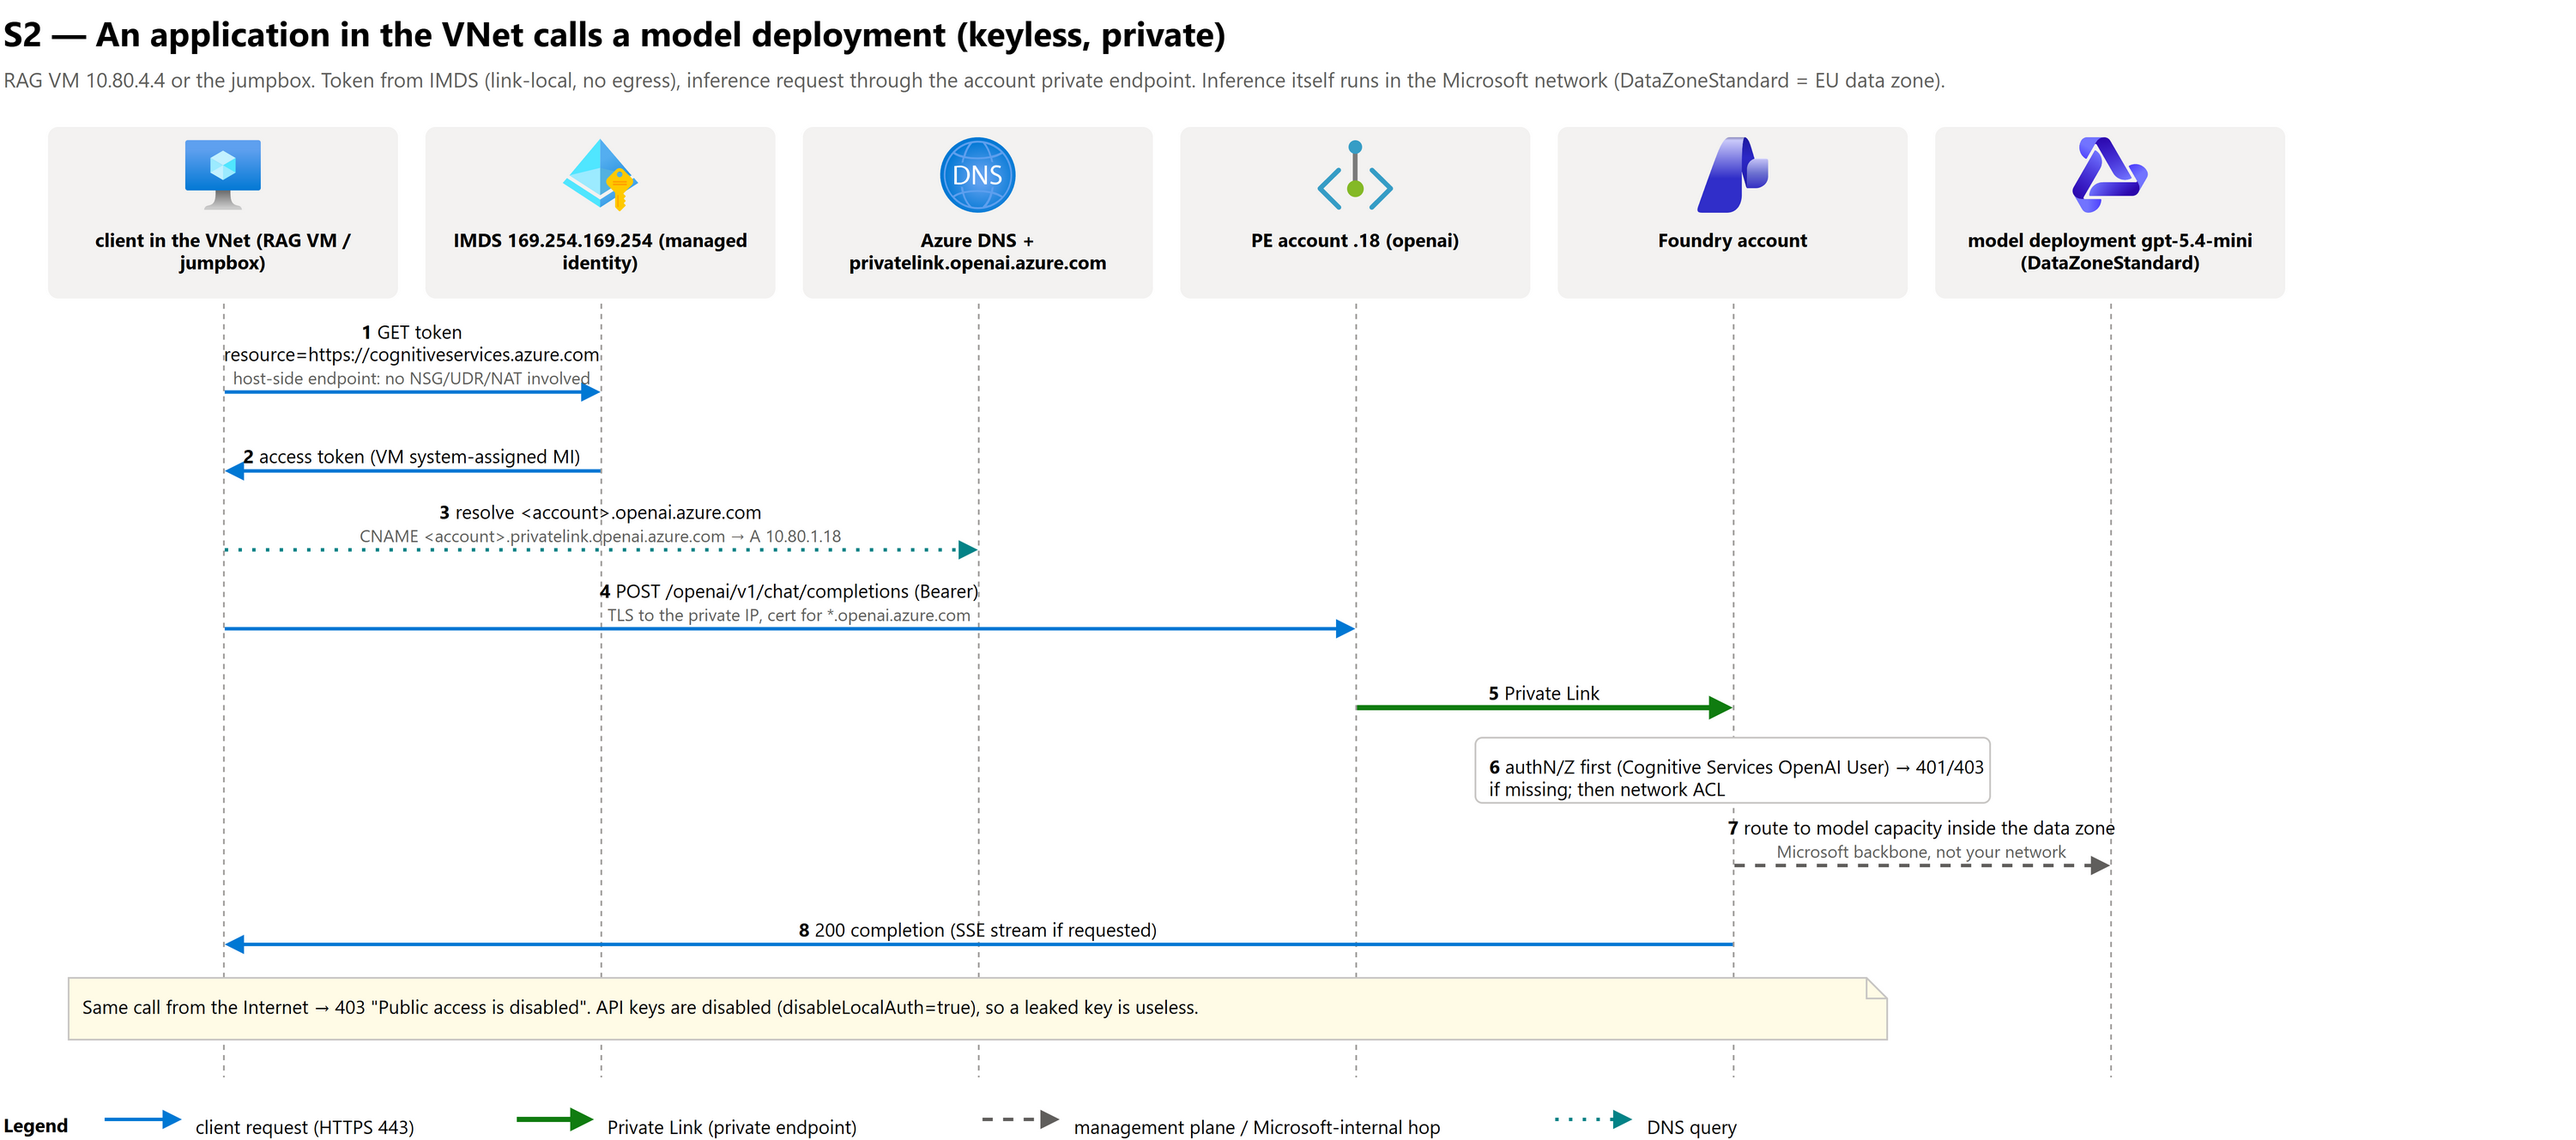 S2 — An application in the VNet calls a model deployment (keyless, private)
RAG VM 10.80.4.4 or the jumpbox. Token from IMDS (link-local, no egress), inference request through the account private endpoint. Inference itself runs in the Microsoft network (DataZoneStandard = EU data zone).
client in the VNet (RAG VM /
jumpbox)
IMDS 169.254.169.254 (managed
identity)
DNS
Azure DNS +
privatelink.openai.azure.com
PE account .18 (openai)
Foundry account
model deployment gpt-5.4-mini
(DataZoneStandard)
1 GET token
resource=https://cognitiveservices.azure.com
host-side endpoint: no NSG/UDR/NAT involved
2 access token (VM system-assigned MI)
3 resolve <account>.openai.azure.com
CNAME <account>.privatelink.openai.azure.com → A 10.80.1.18
4 POST /openai/v1/chat/completions (Bearer)
TLS to the private IP, cert for *.openai.azure.com
5 Private Link
6 authN/Z first (Cognitive Services OpenAI User) → 401/403
if missing; then network ACL
7 route to model capacity inside the data zone
Microsoft backbone, not your network
8 200 completion (SSE stream if requested)
Same call from the Internet → 403 "Public access is disabled". API keys are disabled (disableLocalAuth=true), so a leaked key is useless.
Legend
client request (HTTPS 443)
Private Link (private endpoint)
management plane / Microsoft-internal hop
DNS query